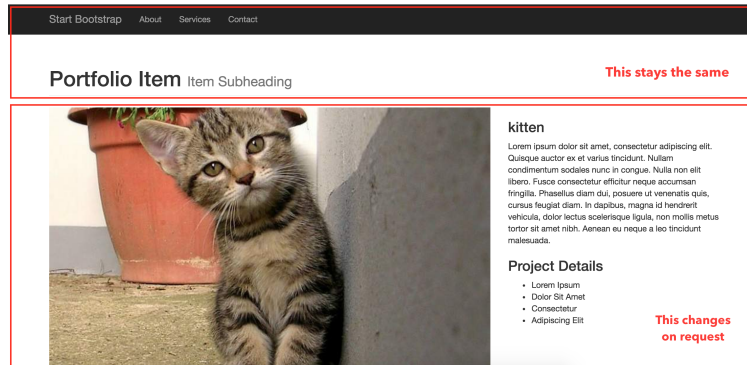 Start Bootstrap About Services Contact
Portfolio Item Item Subheading
This stays the same
kitten
Lorem ipsum dolor sit amet, consectetur adipiscing elit.
Quisque auctor ex et varius tincidunt. Nullam
condimentum sodales nunc in congue. Nulla non elit
libero. Fusce consectetur efficitur neque accumsan
fringilla. Phasellus diam dui, posuere ut venenatis quis,
cursus feugiat diam. In dapibus, magna id hendrerit
vehicula, dolor lectus scelerisque ligula, non mollis metus
tortor sit amet nibh. Aenean eu neque a leo tincidunt
malesuada.
Project Details
• Lorem Ipsum
• Dolor Sit Amet
• Consectetur
• Adipiscing Elit
This changes
on request